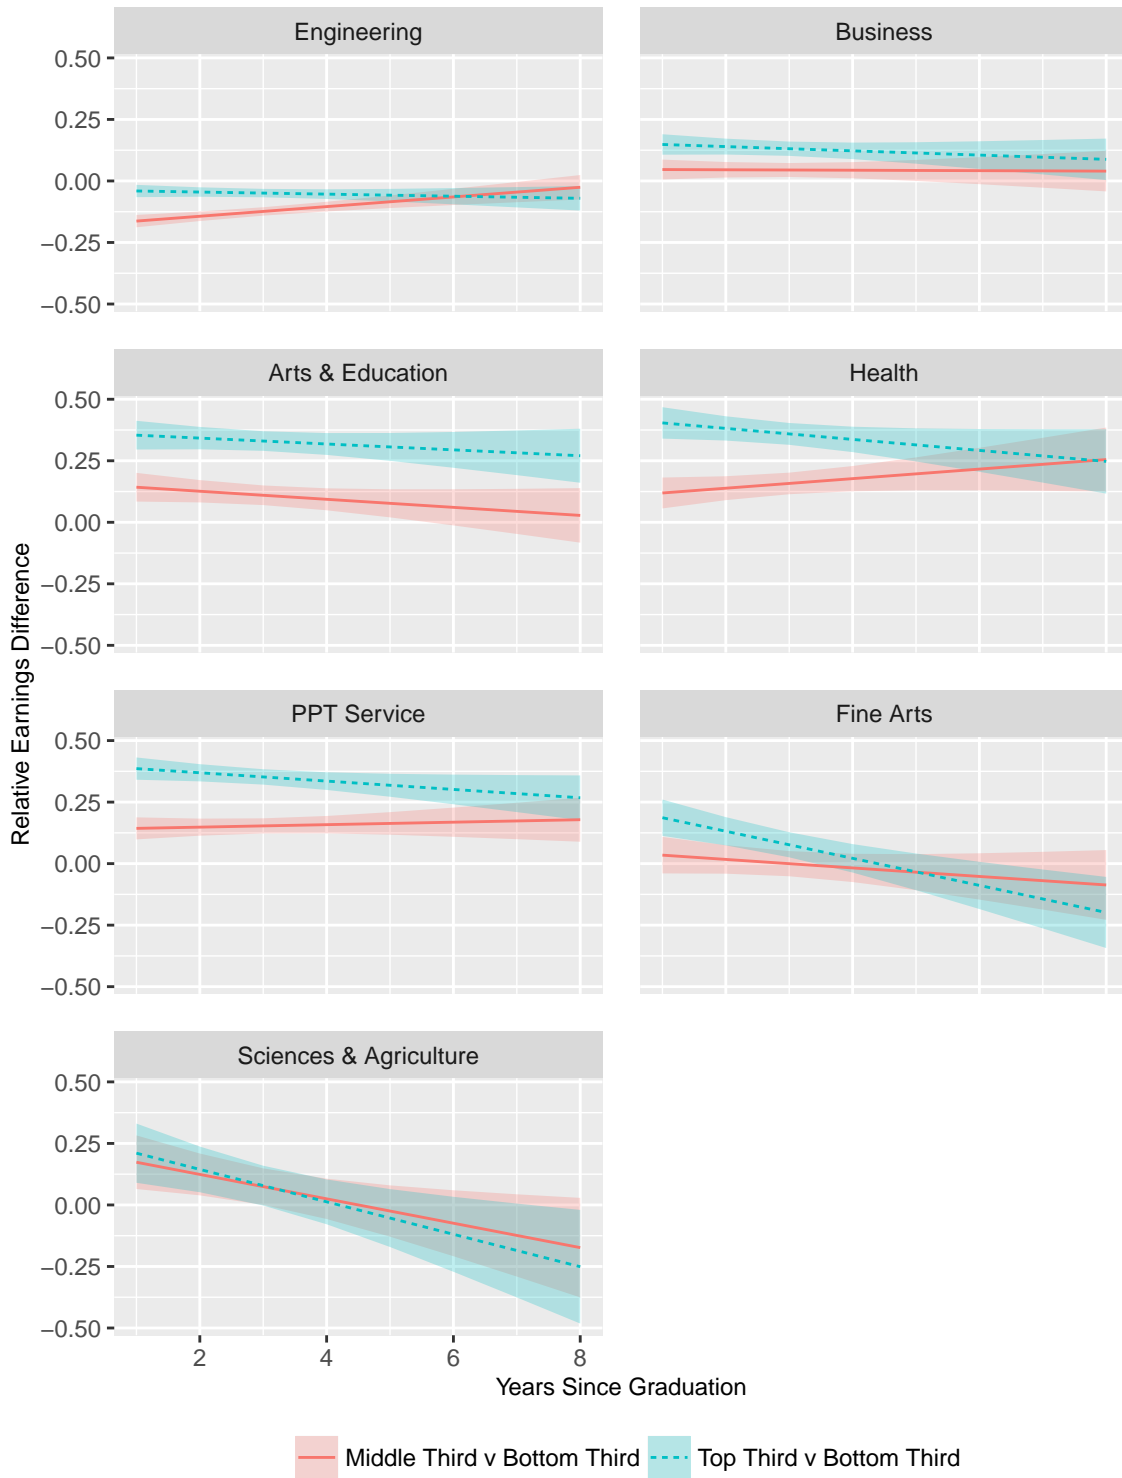 Engineering
Business
0.50
0.25
0.00
−0.25
−0.50
Arts & Education
Health
0.50
0.25
0.00
−0.25
−0.50
Relative Earnings Difference
PPT Service
Fine Arts
0.50
0.25
0.00
−0.25
−0.50
Sciences & Agriculture
0.50
0.25
0.00
−0.25
−0.50
2 4 6 8
Years Since Graduation
Middle Third v Bottom Third Top Third v Bottom Third